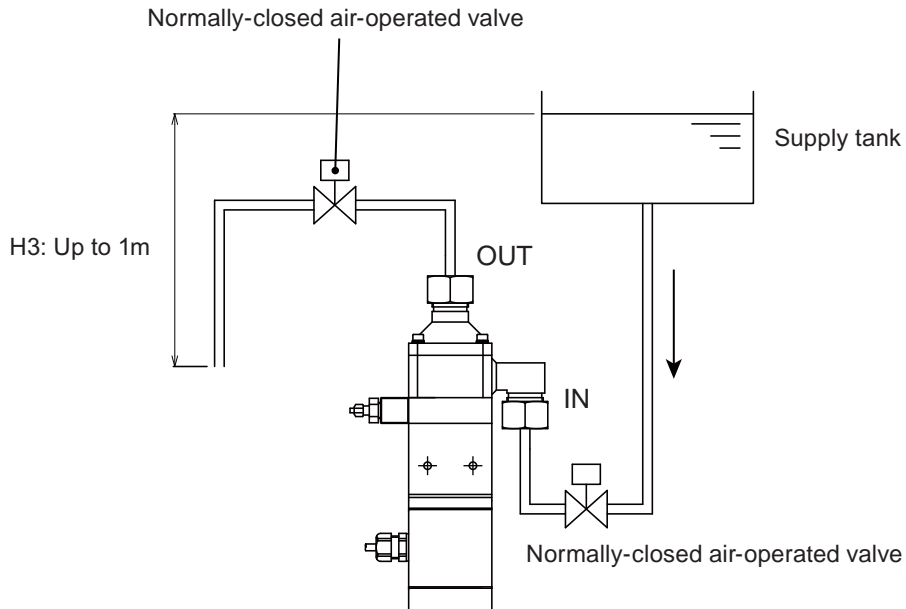 Normally-closed air-operated valve
Supply tank
H3: Up to 1m
OUT
IN
Normally-closed air-operated valve